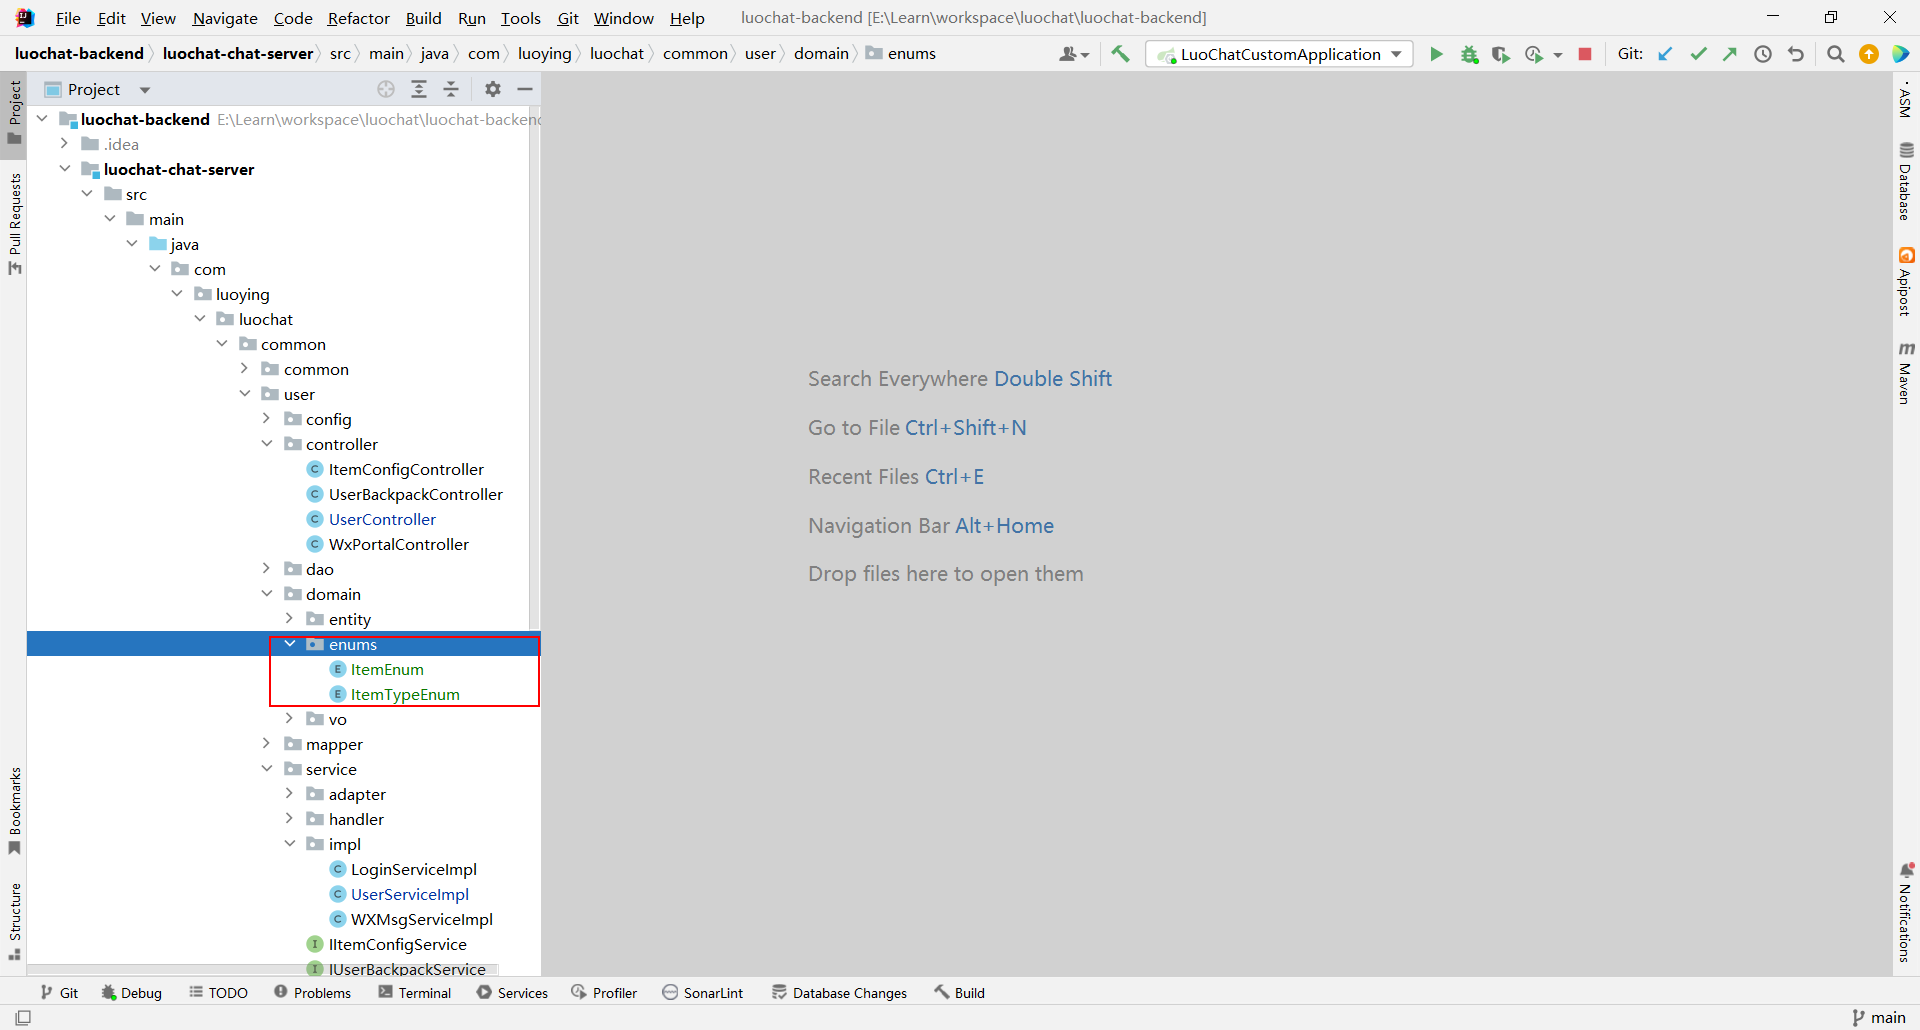 File Edit View Navigate Code Refactor Build Run Tools Git Window Help luochat-backend [E:\Learn\workspace\luochat\luochat-backend]
luochat-backend luochat-chat-server src main java com luoying luochat common user domain enums LuoChatCustomApplication Git:
Project
luochat-backend E:\Learn\workspace\luochat\luochat-backend
.idea
luochat-chat-server
src
main
java
com
luoying
luochat
common
common
user
config
controller
ItemConfigController
UserBackpackController
UserController
WxPortalController
dao
domain
entity
enums
ItemEnum
ItemTypeEnum
vo
mapper
service
adapter
handler
impl
LoginServiceImpl
UserServiceImpl
WXMsgServiceImpl
IItemConfigService
IUserBackpackService
Project
Pull Requests
Bookmarks
Structure
Search Everywhere Double Shift
Go to File Ctrl+Shift+N
Recent Files Ctrl+E
Navigation Bar Alt+Home
Drop files here to open them
ASM
Database
Apipost
Maven
Notifications
Git Debug TODO Problems Terminal Services Profiler SonarLint Database Changes Build
main